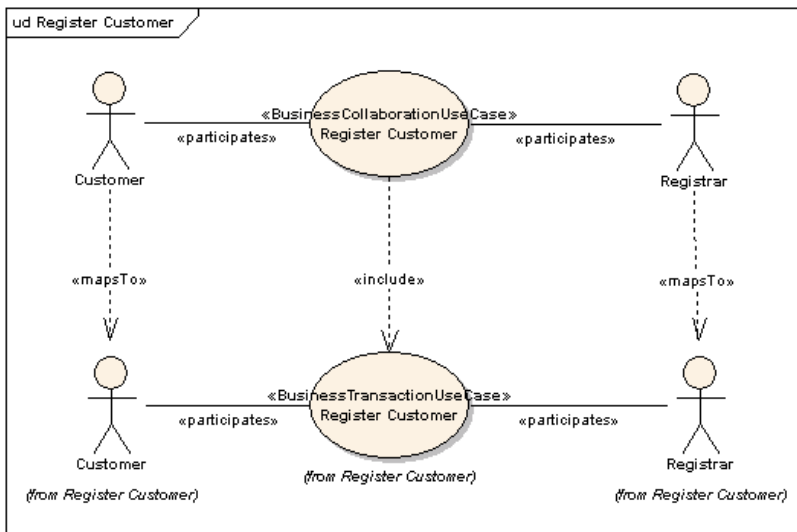 ud Register Customer
«BusinessCollaborationUseCase»
Register Customer
«participates»
«participates»
Customer
Registrar
«mapsTo»
«include»
«mapsTo»
«BusinessTransactionUseCase»
Register Customer
«participates»
«participates»
Customer
Registrar
(from Register Customer)
(from Register Customer)
(from Register Customer)